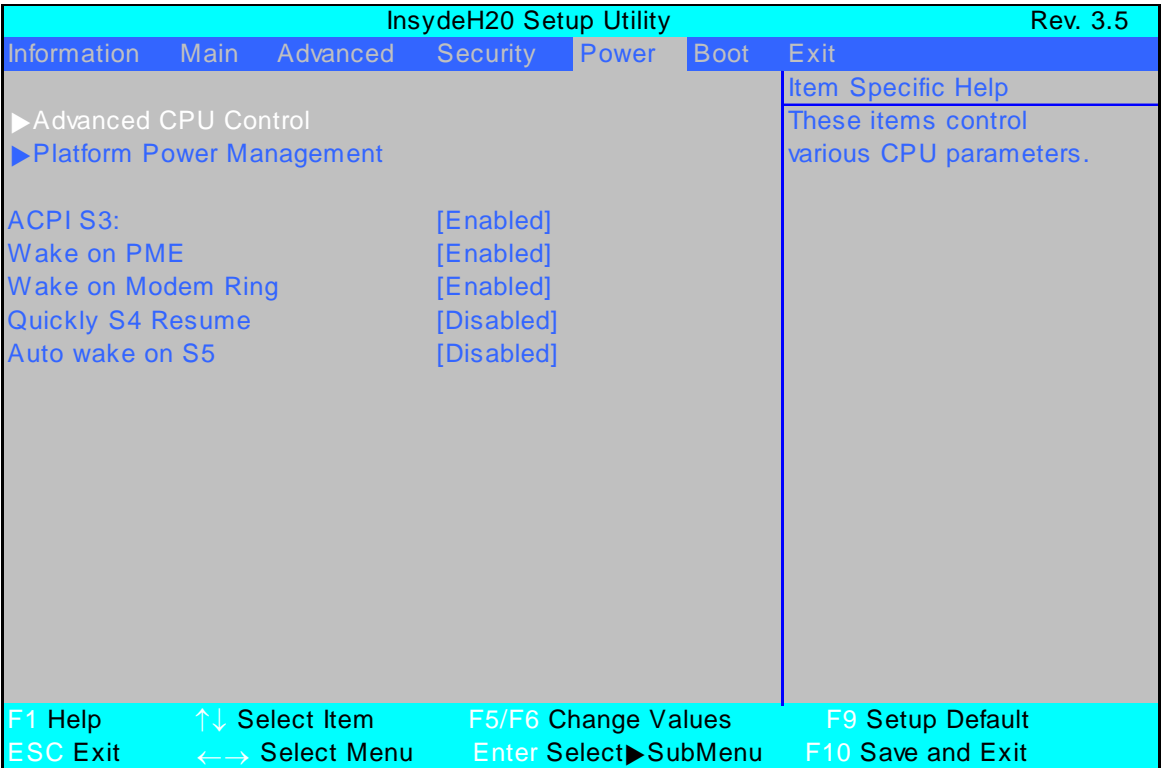 InsydeH20 Setup Utility Rev. 3.5
Information Main Advanced Security Power Boot Exit
Item Specific Help
▶Advanced CPU Control
▶Platform Power Management
These items control
various CPU parameters.
ACPI S3: [Enabled]
Wake on PME [Enabled]
Wake on Modem Ring [Enabled]
Quickly S4 Resume [Disabled]
Auto wake on S5 [Disabled]
F1 Help ↑↓ Select Item F5/F6 Change Values F9 Setup Default
ESC Exit ←→ Select Menu Enter Select▶SubMenu F10 Save and Exit